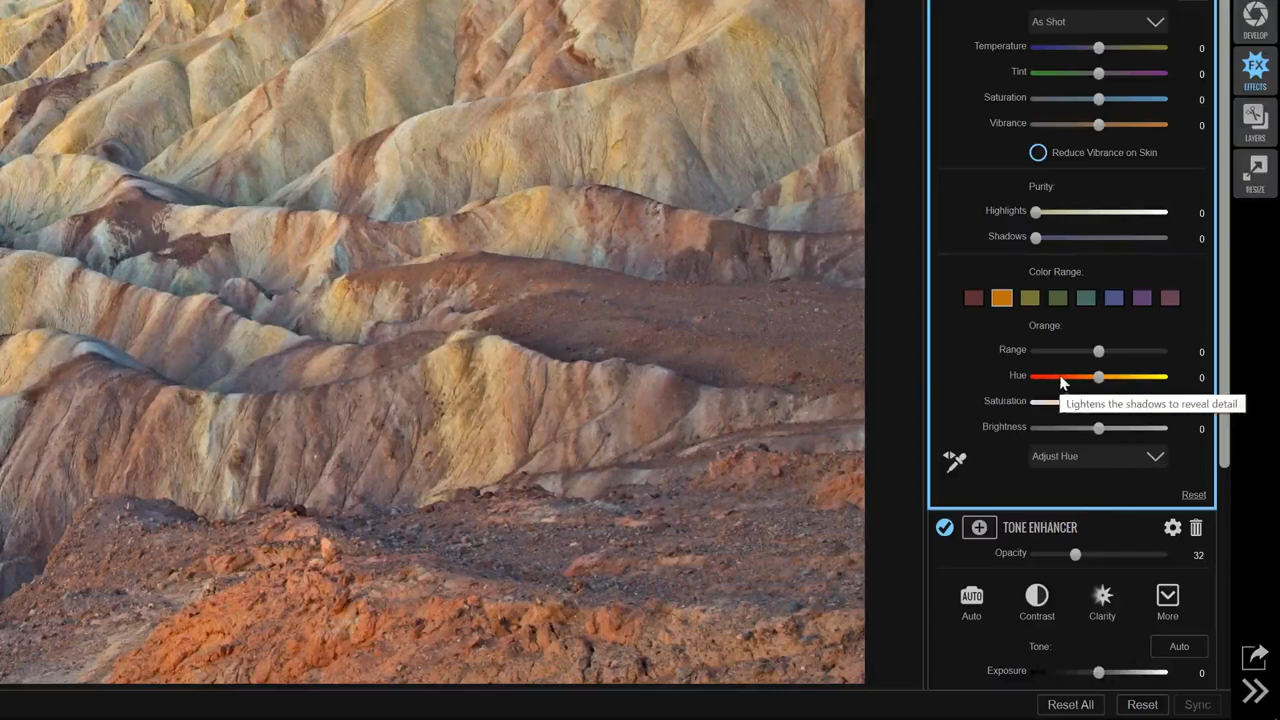 As Shot
Temperature 0
Tint 0
Saturation 0
Vibrance 0
Reduce Vibrance on Skin
Purity:
Highlights 0
Shadows 0
Color Range:
Orange:
Range 0
Hue 0
Saturation
Lightens the shadows to reveal detail
Brightness 0
Adjust Hue
Reset
TONE ENHANCER
Opacity 32
AUTO
Auto Contrast Clarity More
Tone: Auto
Exposure 0
Reset All Reset Sync
DEVELOP
FX
EFFECTS
LAYERS
RESIZE